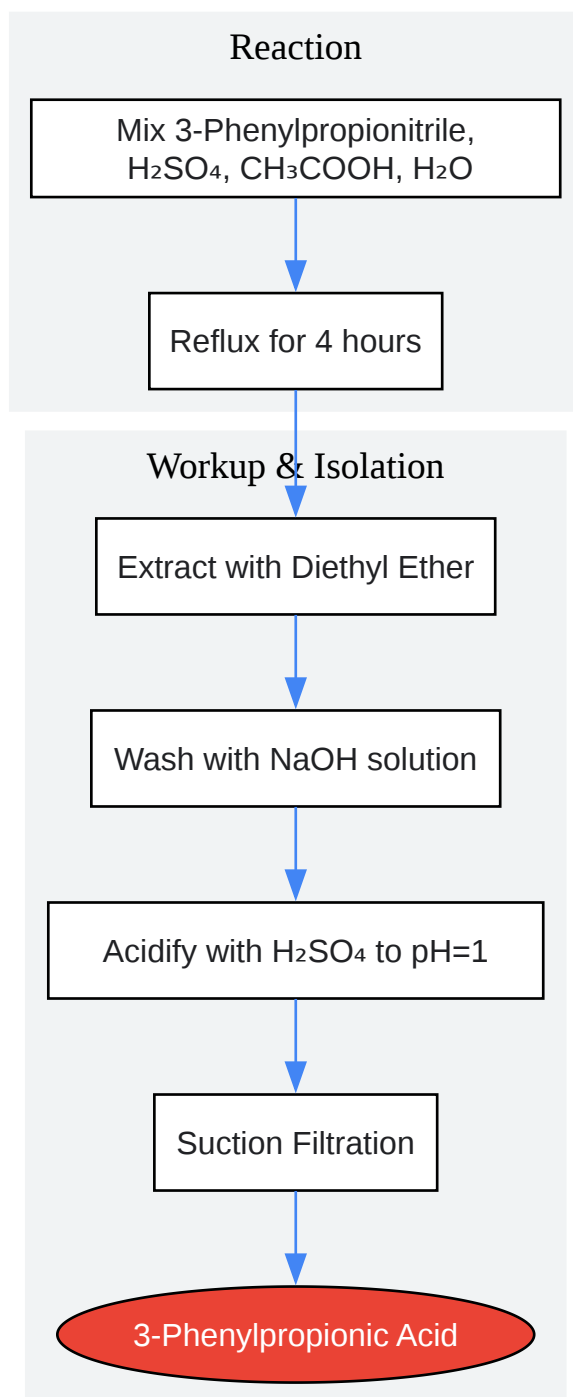 Reaction
Mix 3-Phenylpropionitrile,
H₂SO₄, CH₃COOH, H₂O
Reflux for 4 hours
Workup & Isolation
Extract with Diethyl Ether
Wash with NaOH solution
Acidify with H₂SO₄ to pH=1
Suction Filtration
3-Phenylpropionic Acid